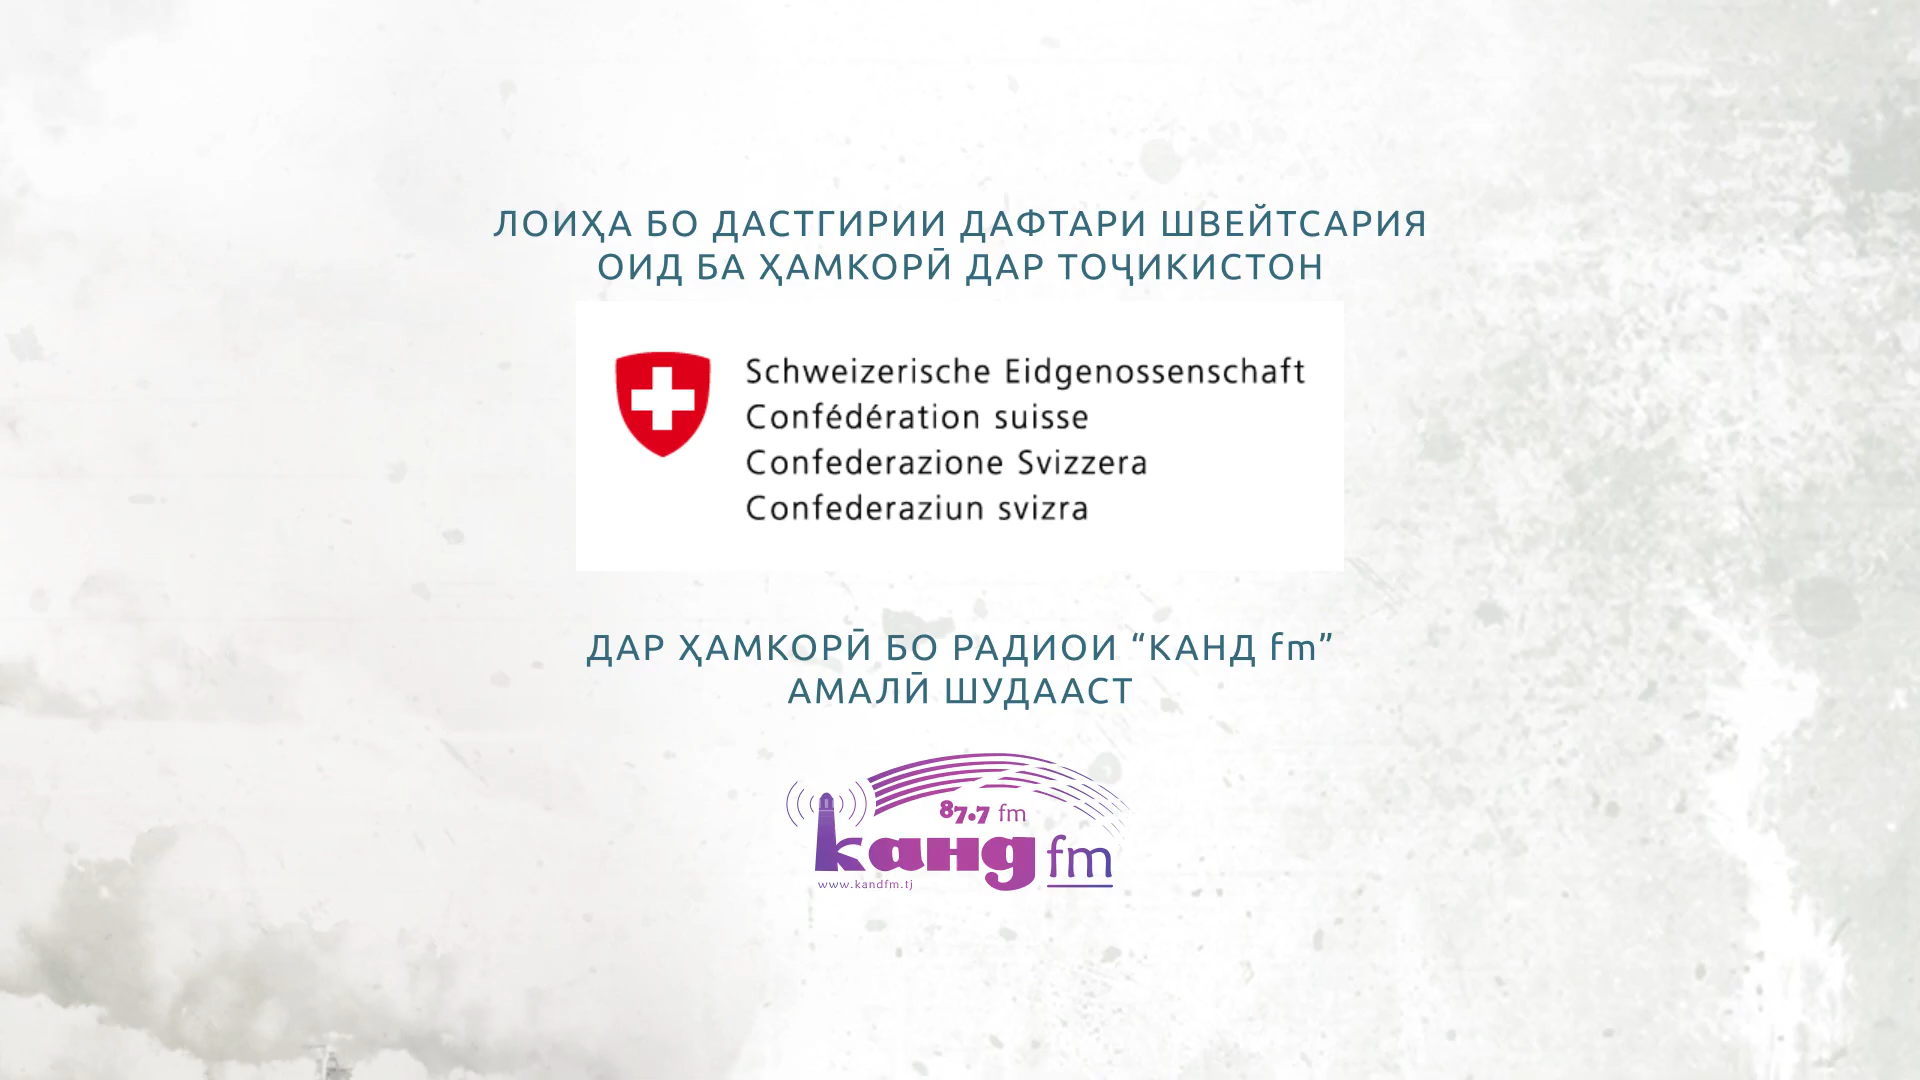 ЛОИҲА БО ДАСТГИРИИ ДАФТАРИ ШВЕЙТСАРИЯ
ОИД БА ҲАМКОРӢ ДАР ТОҶИКИСТОН
Schweizerische Eidgenossenschaft
Confédération suisse
Confederazione Svizzera
Confederaziun svizra
ДАР ҲАМКОРӢ БО РАДИОИ “КАНД fm”
АМАЛӢ ШУДААСТ
87.7 fm
канд fm
www.kandfm.tj